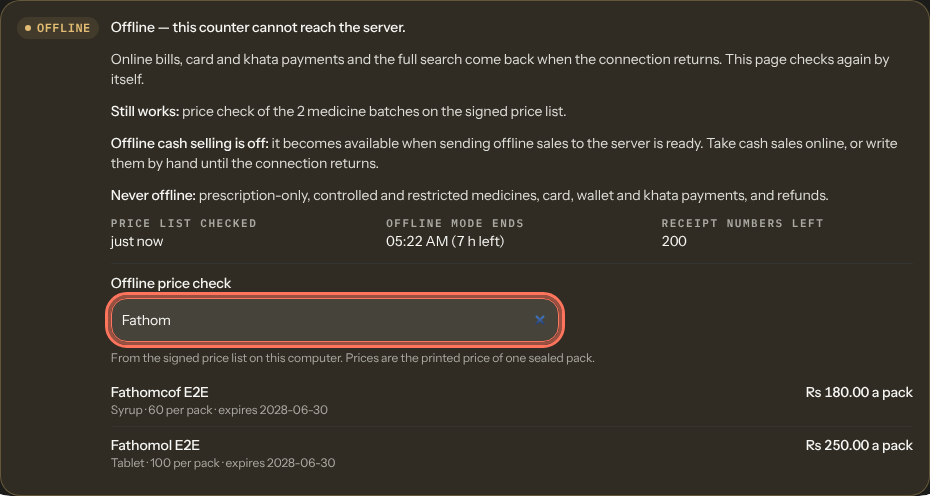 OFFLINE
Offline — this counter cannot reach the server.
Online bills, card and khata payments and the full search come back when the connection returns. This page checks again by
itself.
Still works: price check of the 2 medicine batches on the signed price list.
Offline cash selling is off: it becomes available when sending offline sales to the server is ready. Take cash sales online, or write
them by hand until the connection returns.
Never offline: prescription-only, controlled and restricted medicines, card, wallet and khata payments, and refunds.
PRICE LIST CHECKED OFFLINE MODE ENDS RECEIPT NUMBERS LEFT
just now 05:22 AM (7 h left) 200
Offline price check
Fathom
From the signed price list on this computer. Prices are the printed price of one sealed pack.
Fathomcof E2E Rs 180.00 a pack
Syrup · 60 per pack · expires 2028-06-30
Fathomol E2E Rs 250.00 a pack
Tablet · 100 per pack · expires 2028-06-30